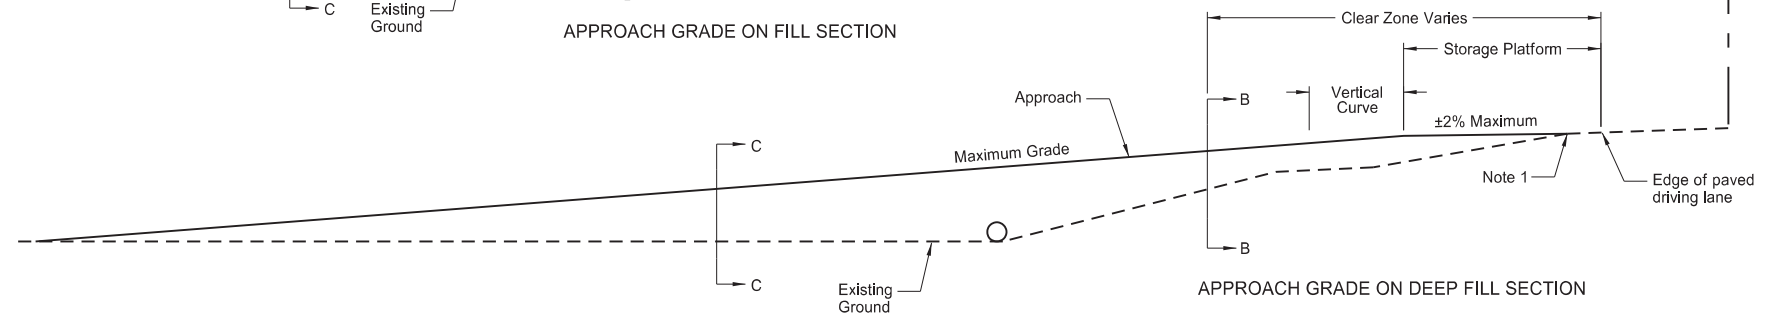 C
Existing
Ground
APPROACH GRADE ON FILL SECTION
Clear Zone Varies
Storage Platform
Approach
B
Vertical
Curve
±2% Maximum
C
Maximum Grade
Note 1
Edge of paved
driving lane
B
C
Existing
Ground
APPROACH GRADE ON DEEP FILL SECTION